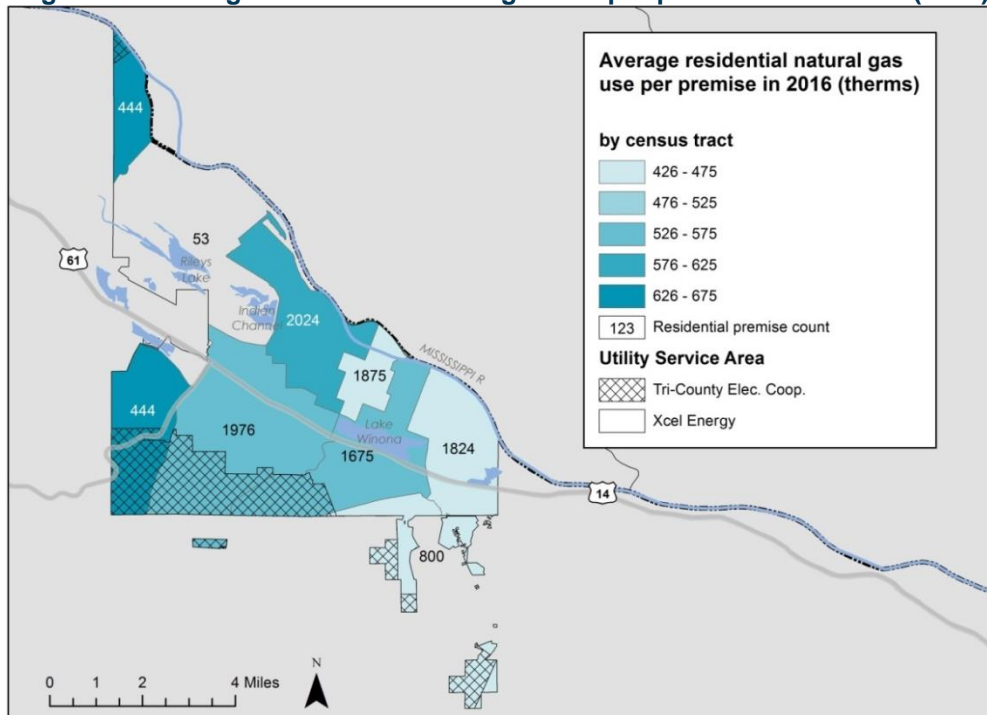 Average residential natural gas
use per premise in 2016 (therms)
by census tract
426 - 475
476 - 525
526 - 575
576 - 625
626 - 675
123 Residential premise count
Utility Service Area
Tri-County Elec. Coop.
Xcel Energy
444
53
Rileys
Lake
61
Indian
Channel
2024
MISSISSIPPI R
1875
444
1976
Lake
Winona
1675
1824
14
800
N
0 1 2 4 Miles